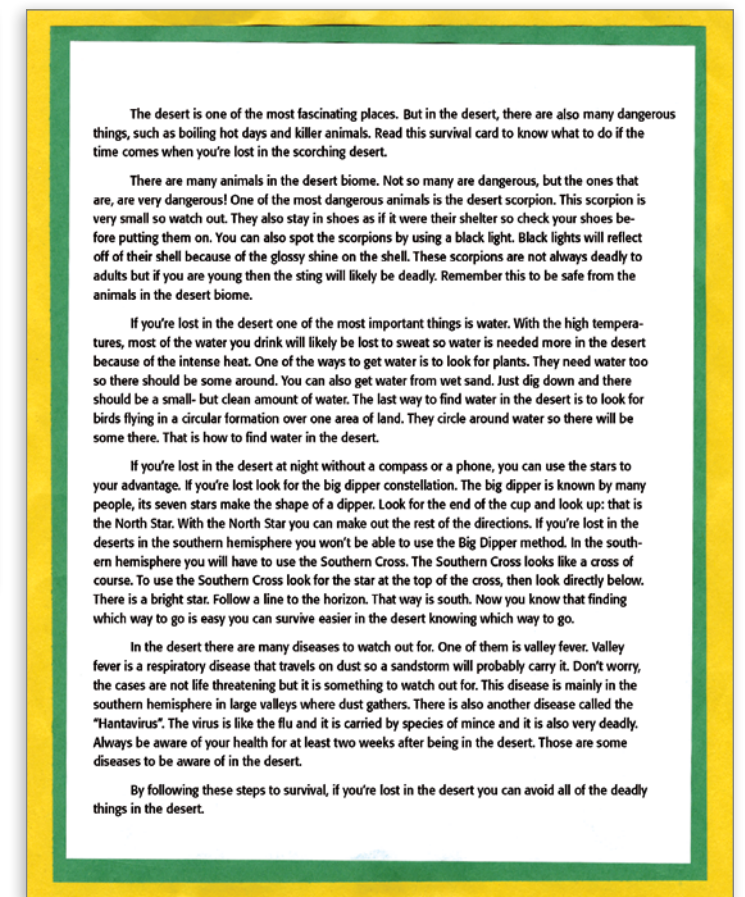 The desert is one of the most fascinating places. But in the desert, there are also many dangerous
things, such as boiling hot days and killer animals. Read this survival card to know what to do if the
time comes when you're lost in the scorching desert.
There are many animals in the desert biome. Not so many are dangerous, but the ones that
are, are very dangerous! One of the most dangerous animals is the desert scorpion. This scorpion is
very small so watch out. They also stay in shoes as if it were their shelter so check your shoes be-
fore putting them on. You can also spot the scorpions by using a black light. Black lights will reflect
off of their shell because of the glossy shine on the shell. These scorpions are not always deadly to
adults but if you are young then the sting will likely be deadly. Remember this to be safe from the
animals in the desert biome.
If you're lost in the desert one of the most important things is water. With the high tempera-
tures, most of the water you drink will likely be lost to sweat so water is needed more in the desert
because of the intense heat. One of the ways to get water is to look for plants. They need water too
so there should be some around. You can also get water from wet sand. Just dig down and there
should be a small- but clean amount of water. The last way to find water in the desert is to look for
birds flying in a circular formation over one area of land. They circle around water so there will be
some there. That is how to find water in the desert.
If you're lost in the desert at night without a compass or a phone, you can use the stars to
your advantage. If you're lost look for the big dipper constellation. The big dipper is known by many
people, its seven stars make the shape of a dipper. Look for the end of the cup and look up: that is
the North Star. With the North Star you can make out the rest of the directions. If you're lost in the
deserts in the southern hemisphere you won't be able to use the Big Dipper method. In the south-
ern hemisphere you will have to use the Southern Cross. The Southern Cross looks like a cross of
course. To use the Southern Cross look for the star at the top of the cross, then look directly below.
There is a bright star. Follow a line to the horizon. That way is south. Now you know that finding
which way to go is easy you can survive easier in the desert knowing which way to go.
In the desert there are many diseases to watch out for. One of them is valley fever. Valley
fever is a respiratory disease that travels on dust so a sandstorm will probably carry it. Don't worry,
the cases are not life threatening but it is something to watch out for. This disease is mainly in the
southern hemisphere in large valleys where dust gathers. There is also another disease called the
"Hantavirus". The virus is like the flu and it is carried by species of mince and it is also very deadly.
Always be aware of your health for at least two weeks after being in the desert. Those are some
diseases to be aware of in the desert.
By following these steps to survival, if you're lost in the desert you can avoid all of the deadly
things in the desert.